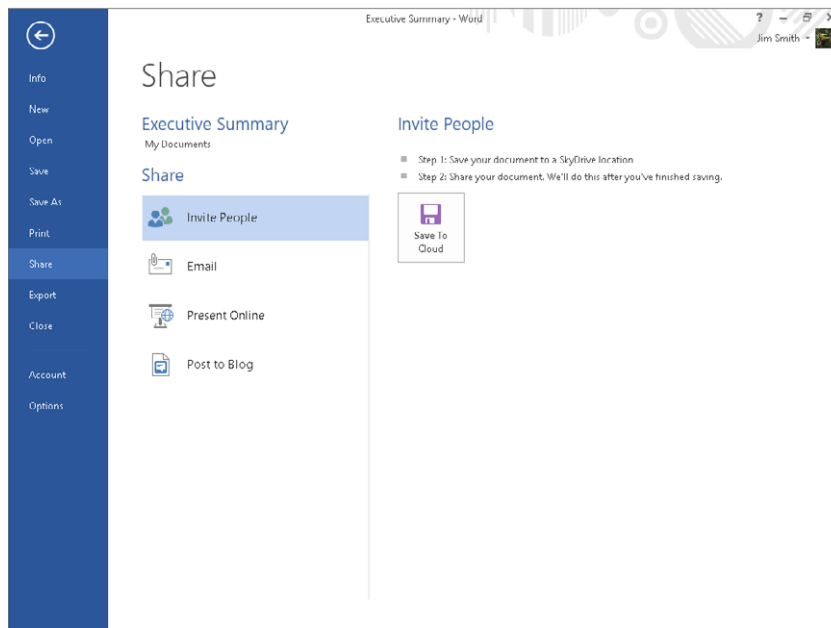 Executive Summary - Word
? 
Jim Smith
Info
New
Open
Save
Save As
Print
Share
Export
Close
Account
Options
Share
Executive Summary
My Documents
Share
Invite People
Email
Present Online
Post to Blog
Invite People
Step 1: Save your document to a SkyDrive location
Step 2: Share your document. We'll do this after you've finished saving.
Save To
Cloud